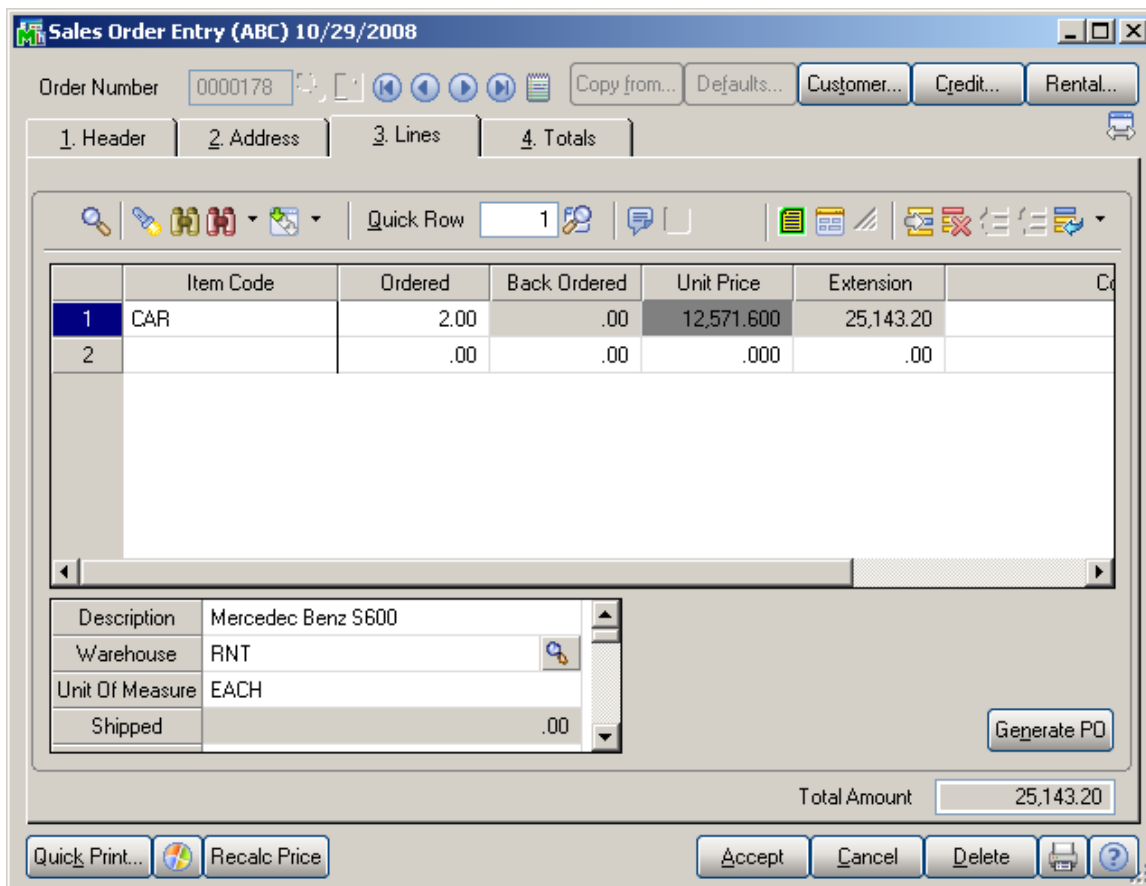 Sales Order Entry (ABC) 10/29/2008
Order Number 0000178 Copy from... Defaults... Customer... Credit... Rental...
1. Header 2. Address 3. Lines 4. Totals
Quick Row 1
Item Code Ordered Back Ordered Unit Price Extension Co
1 CAR 2.00 .00 12,571.600 25,143.20
2 .00 .00 .000 .00
Description Mercedec Benz S600
Warehouse RNT
Unit Of Measure EACH
Shipped .00
Generate PO
Total Amount 25,143.20
Quick Print... Recalc Price Accept Cancel Delete